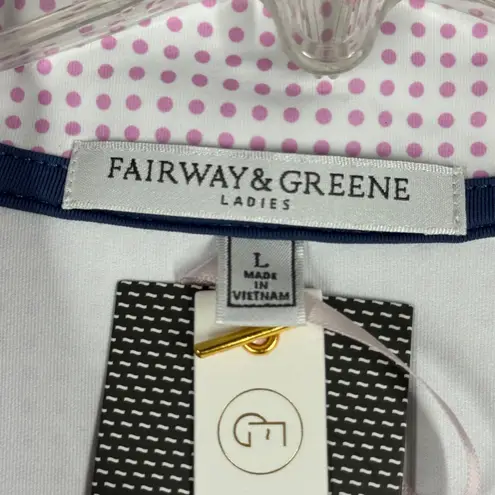 FAIRWAY & GREENE
LADIES
L
MADE
IN
VIETNAM